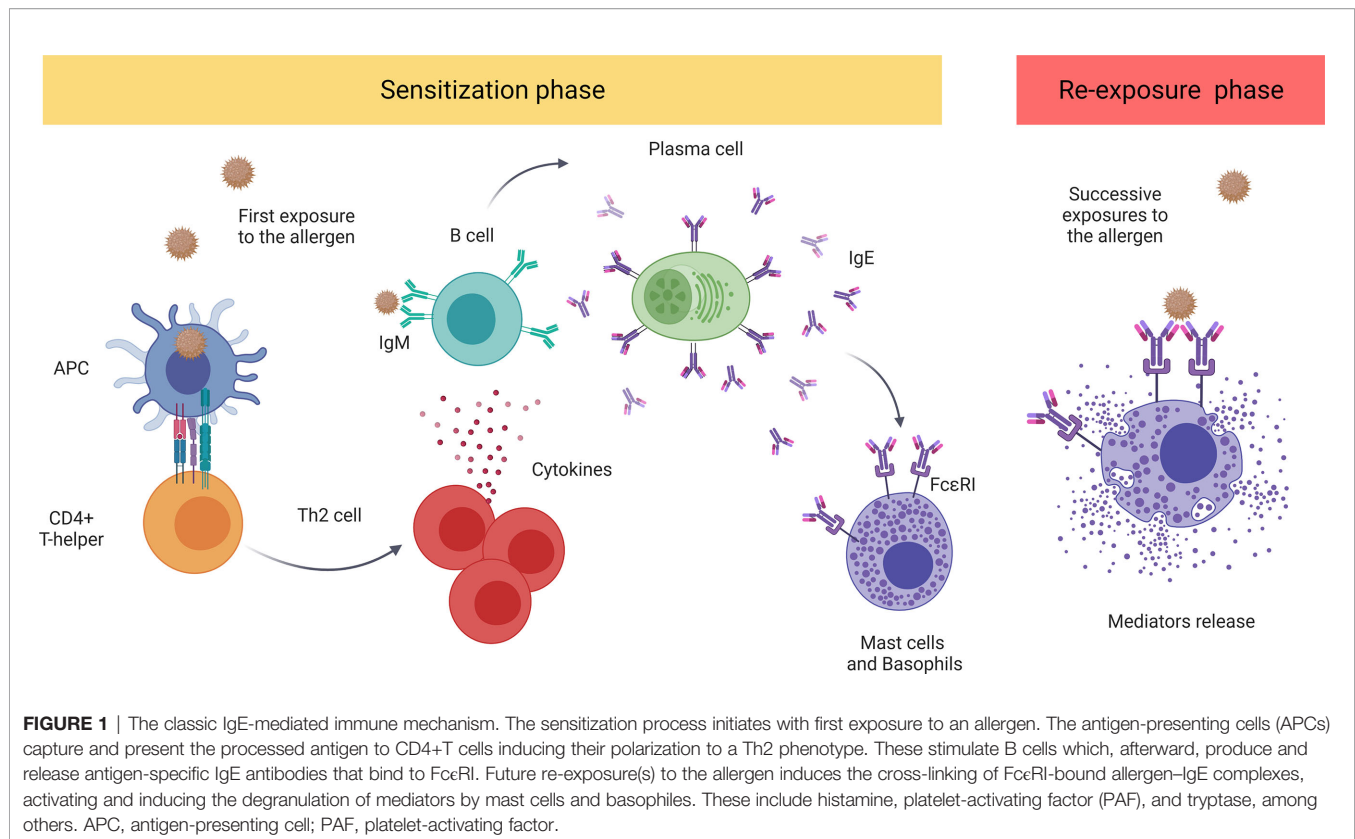 Sensitization phase
Re-exposure phase
First exposure
to the allergen
APC
CD4+
T-helper
Th2 cell
B cell
IgM
Cytokines
Plasma cell
IgE
FcεRI
Mast cells
and Basophils
Successive
exposures to
the allergen
Mediators release
FIGURE 1 | The classic IgE-mediated immune mechanism. The sensitization process initiates with first exposure to an allergen. The antigen-presenting cells (APCs)
capture and present the processed antigen to CD4+T cells inducing their polarization to a Th2 phenotype. These stimulate B cells which, afterward, produce and
release antigen-specific IgE antibodies that bind to FcεRI. Future re-exposure(s) to the allergen induces the cross-linking of FcεRI-bound allergen–IgE complexes,
activating and inducing the degranulation of mediators by mast cells and basophiles. These include histamine, platelet-activating factor (PAF), and tryptase, among
others. APC, antigen-presenting cell; PAF, platelet-activating factor.